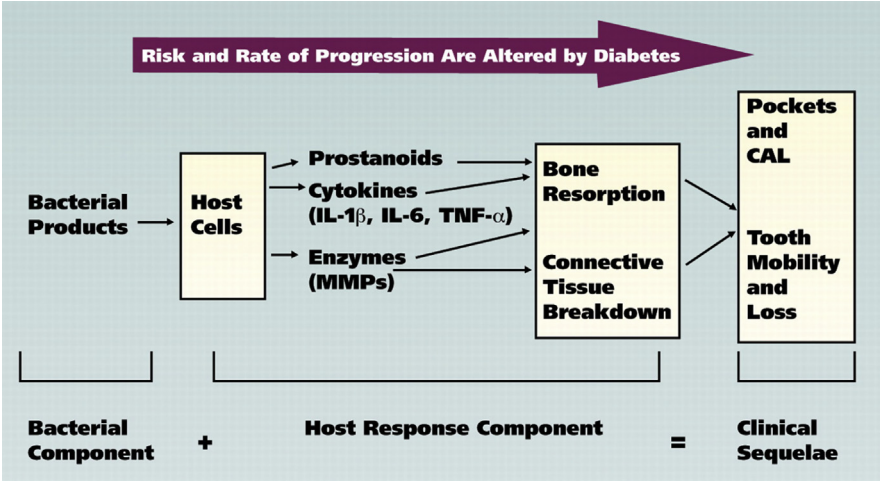 Risk and Rate of Progression Are Altered by Diabetes
Bacterial
Products
Host
Cells
Prostanoids
Cytokines
(IL-1β, IL-6, TNF-α)
Enzymes
(MMPs)
Bone
Resorption
Connective
Tissue
Breakdown
Pockets
and
CAL
Tooth
Mobility
and
Loss
Bacterial
Component
+
Host Response Component
=
Clinical
Sequelae